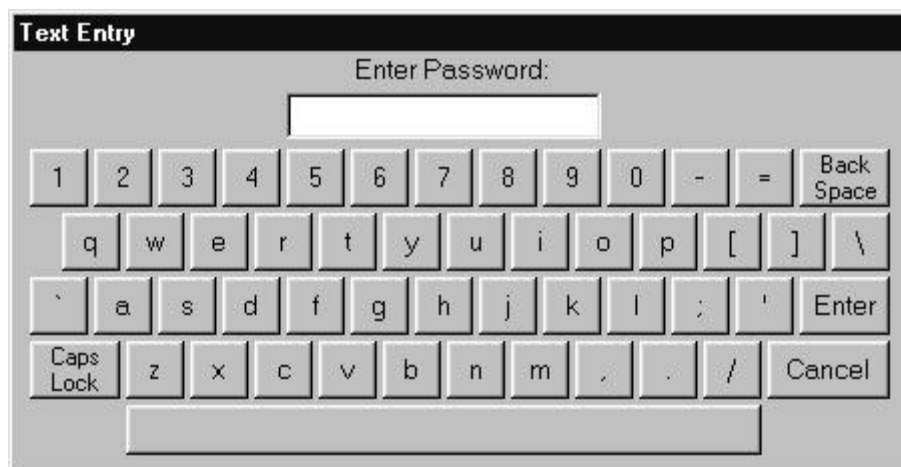 Text Entry
Enter Password:
1 2 3 4 5 6 7 8 9 0 - = Back Space
q w e r t y u i o p [ ] \
` a s d f g h j k l ; ' Enter
Caps Lock z x c v b n m , . / Cancel